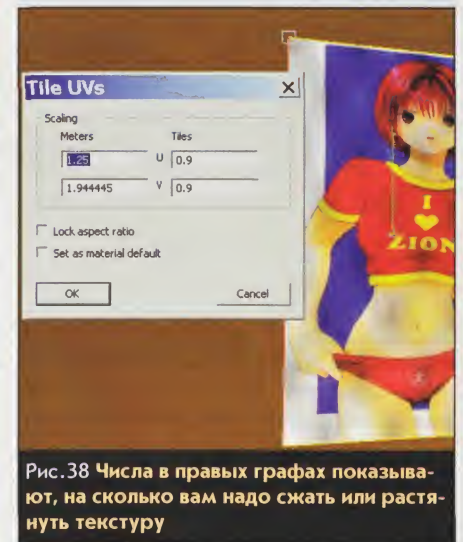 Tile UVs
Scaling
Meters Tiles
1.25 U 0.9
1.944445 V 0.9
Lock aspect ratio
Set as material default
OK Cancel
I
ZION
Рис.38 Числа в правых графах показыва-
ют, на сколько вам надо сжать или растя-
нуть текстуру